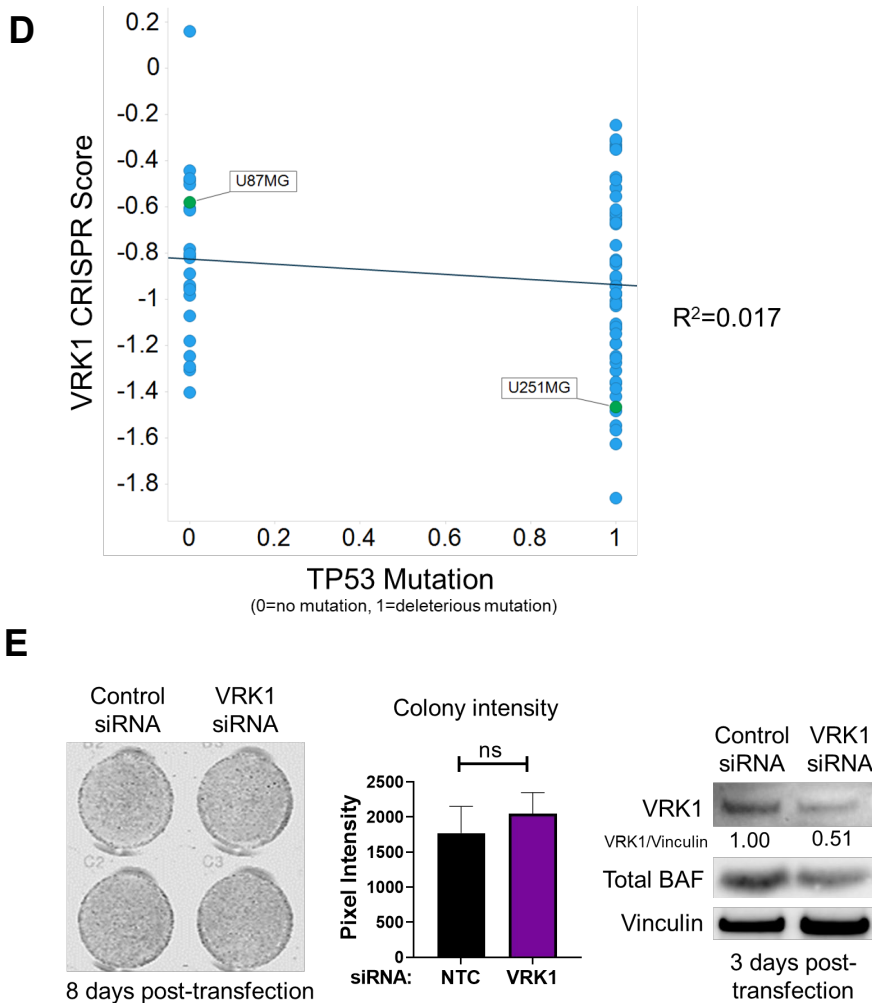 D
0.2
0
-0.2
-0.4
-0.6
-0.8
-1
-1.2
-1.4
-1.6
-1.8
VRK1 CRISPR Score
U87MG
U251MG
R²=0.017
0 0.2 0.4 0.6 0.8 1
TP53 Mutation
(0=no mutation, 1=deleterious mutation)
E
Control
siRNA
VRK1
siRNA
B2 B3
C2 C3
8 days post-transfection
Colony intensity
ns
2500
2000
1500
1000
500
0
Pixel Intensity
siRNA: NTC VRK1
Control
siRNA
VRK1
siRNA
VRK1
VRK1/Vinculin 1.00 0.51
Total BAF
Vinculin
3 days post-
transfection